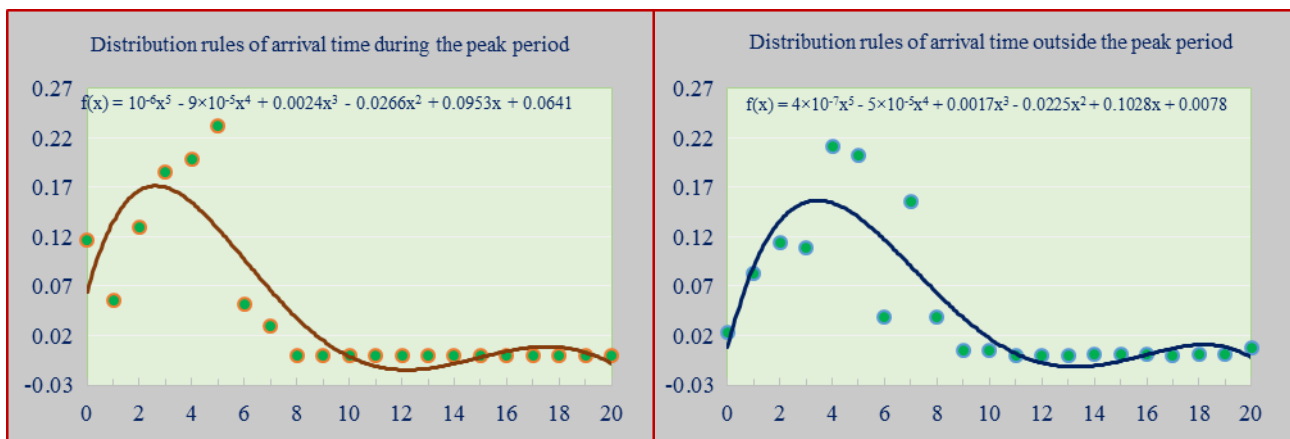 Distribution rules of arrival time during the peak period
f(x) = 10⁻⁶x⁵ - 9×10⁻⁵x⁴ + 0.0024x³ - 0.0266x² + 0.0953x + 0.0641
0.27
0.22
0.17
0.12
0.07
0.02
-0.03
0 2 4 6 8 10 12 14 16 18 20
Distribution rules of arrival time outside the peak period
f(x) = 4×10⁻⁷x⁵ - 5×10⁻⁵x⁴ + 0.0017x³ - 0.0225x² + 0.1028x + 0.0078
0.27
0.22
0.17
0.12
0.07
0.02
-0.03
0 2 4 6 8 10 12 14 16 18 20